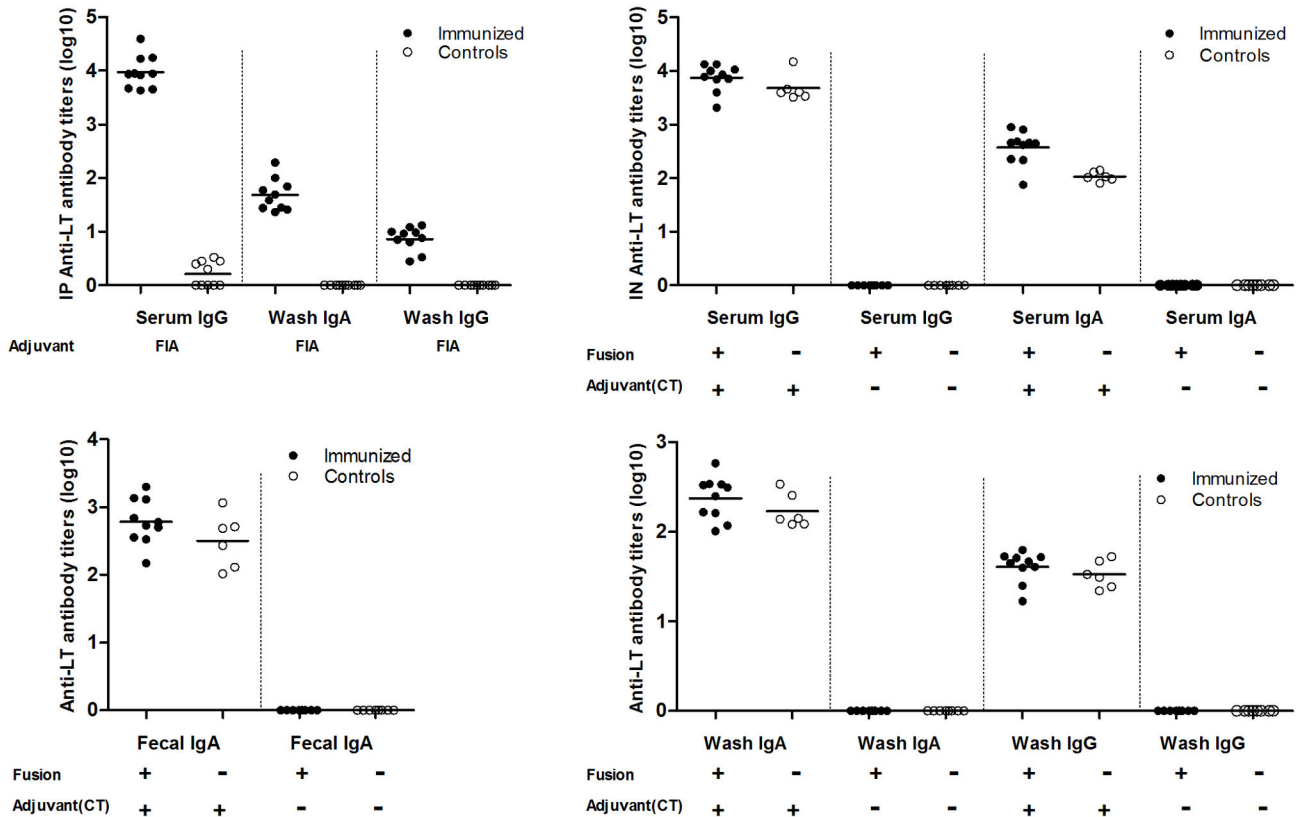 IP Anti-LT antibody titers (log10)
5
4
3
2
1
0
Immunized
Controls
Serum IgG Wash IgA Wash IgG
Adjuvant FIA FIA FIA
IN Anti-LT antibody titers (log10)
5
4
3
2
1
0
Immunized
Controls
Serum IgG Serum IgG Serum IgA Serum IgA
Fusion + - + - + - + -
Adjuvant(CT) + + - - + + - -
Anti-LT antibody titers (log10)
4
3
2
1
0
Immunized
Controls
Fecal IgA Fecal IgA
Fusion + - + -
Adjuvant(CT) + + - -
Anti-LT antibody titers (log10)
3
2
1
0
Immunized
Controls
Wash IgA Wash IgA Wash IgG Wash IgG
Fusion + - + - + - + -
Adjuvant(CT) + + - - + + - -